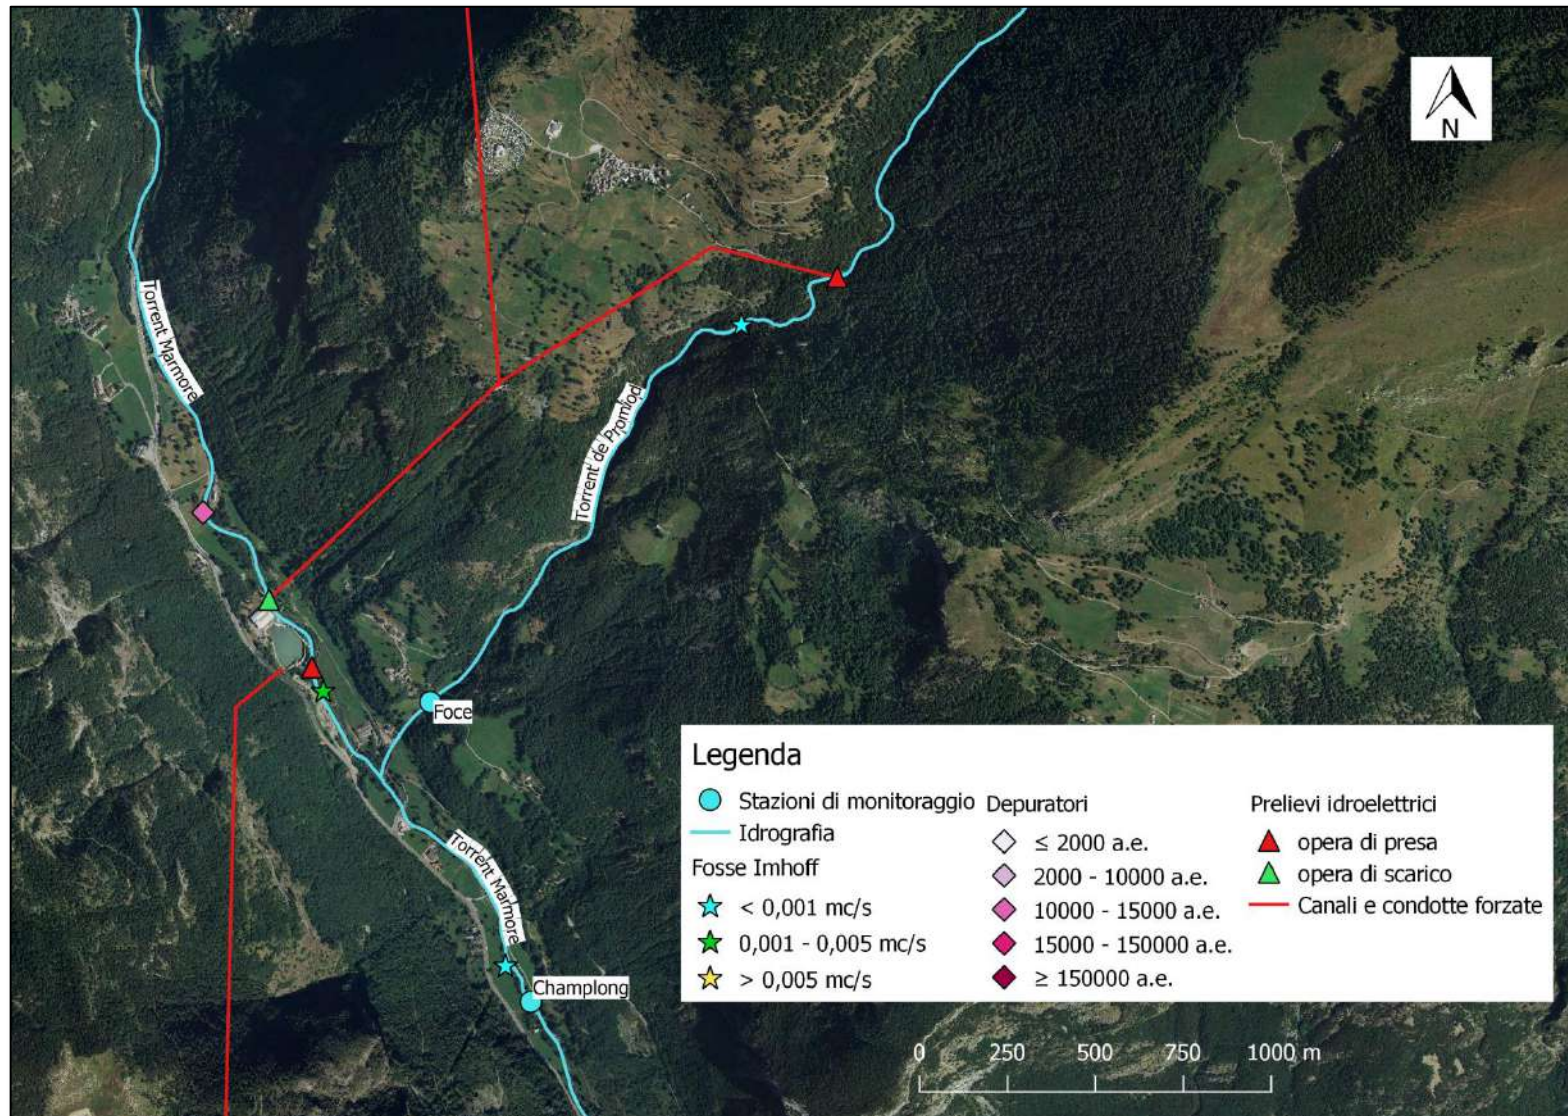 N
Torrent Marmore
Torrent de Promiod
Foce
Torrent Marmore
Champlong
Legenda
Stazioni di monitoraggio
Idrografia
Fosse Imhoff
< 0,001 mc/s
0,001 - 0,005 mc/s
> 0,005 mc/s
Depuratori
≤ 2000 a.e.
2000 - 10000 a.e.
10000 - 15000 a.e.
15000 - 150000 a.e.
≥ 150000 a.e.
Prelievi idroelettrici
opera di presa
opera di scarico
Canali e condotte forzate
0 250 500 750 1000 m